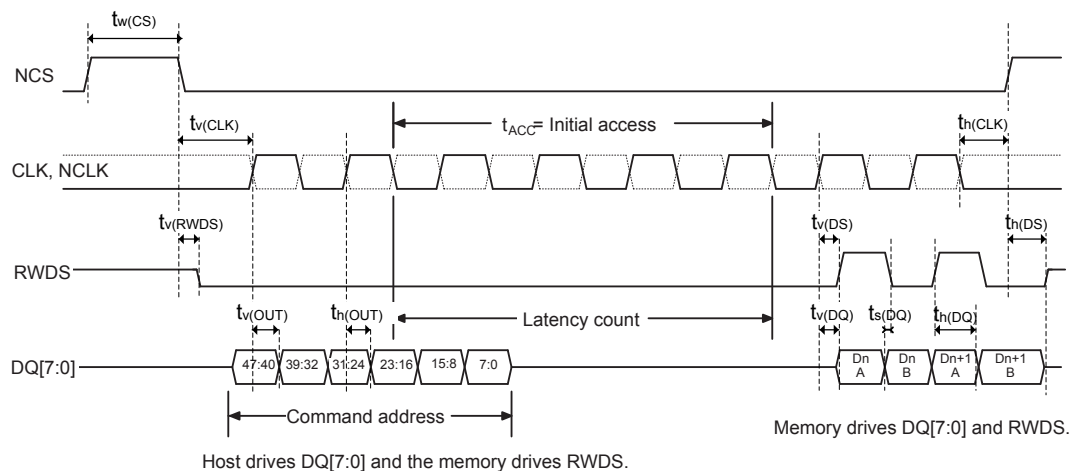 tw(CS)
NCS
tv(CLK)
tACC= Initial access
th(CLK)
CLK, NCLK
tv(RWDS)
tv(DS)
th(DS)
RWDS
tv(OUT)
th(OUT)
Latency count
tv(DQ)
ts(DQ)
th(DQ)
DQ[7:0]
47:40 39:32 31:24 23:16 15:8 7:0
Dn A
Dn B
Dn+1 A
Dn+1 B
Command address
Memory drives DQ[7:0] and RWDS.
Host drives DQ[7:0] and the memory drives RWDS.